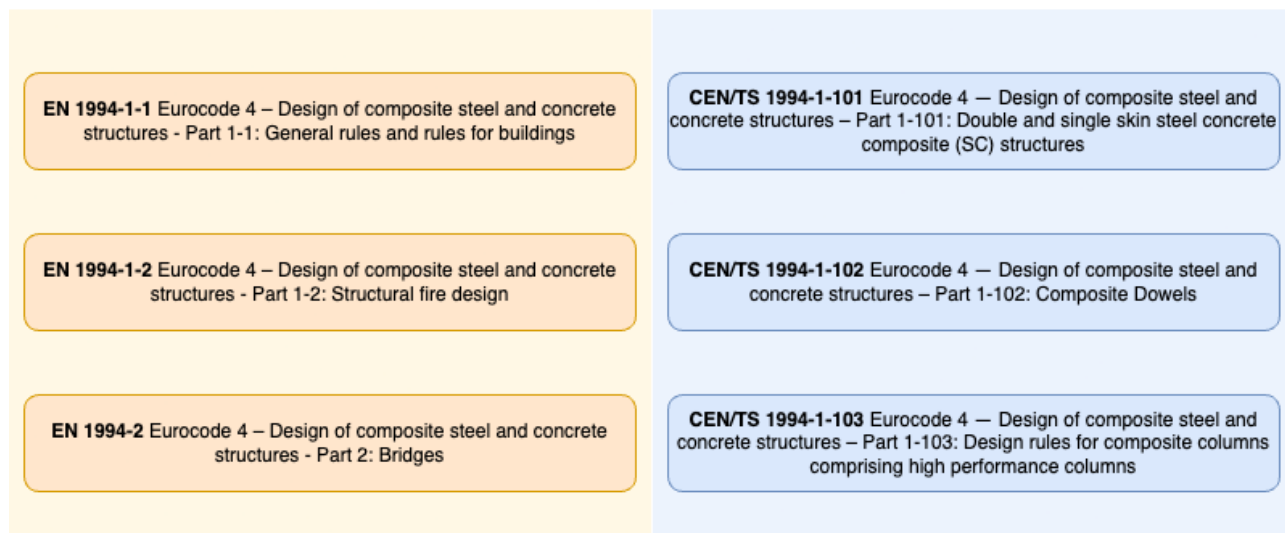 EN 1994-1-1 Eurocode 4 – Design of composite steel and concrete
structures - Part 1-1: General rules and rules for buildings
EN 1994-1-2 Eurocode 4 – Design of composite steel and concrete
structures - Part 1-2: Structural fire design
EN 1994-2 Eurocode 4 – Design of composite steel and concrete
structures - Part 2: Bridges
CEN/TS 1994-1-101 Eurocode 4 — Design of composite steel and
concrete structures – Part 1-101: Double and single skin steel concrete
composite (SC) structures
CEN/TS 1994-1-102 Eurocode 4 — Design of composite steel and
concrete structures – Part 1-102: Composite Dowels
CEN/TS 1994-1-103 Eurocode 4 — Design of composite steel and
concrete structures – Part 1-103: Design rules for composite columns
comprising high performance columns